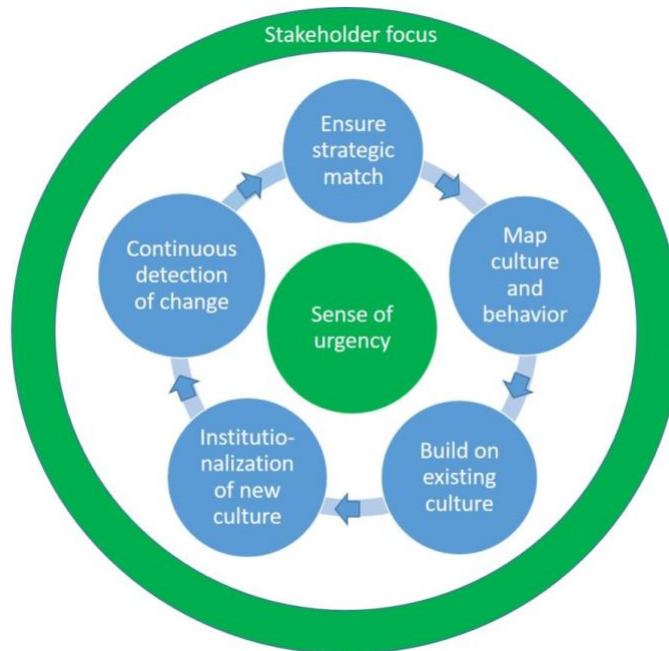 Stakeholder focus
Ensure
strategic
match
Map
culture
and
behavior
Build on
existing
culture
Institutio-
nalization
of new
culture
Continuous
detection
of change
Sense of
urgency